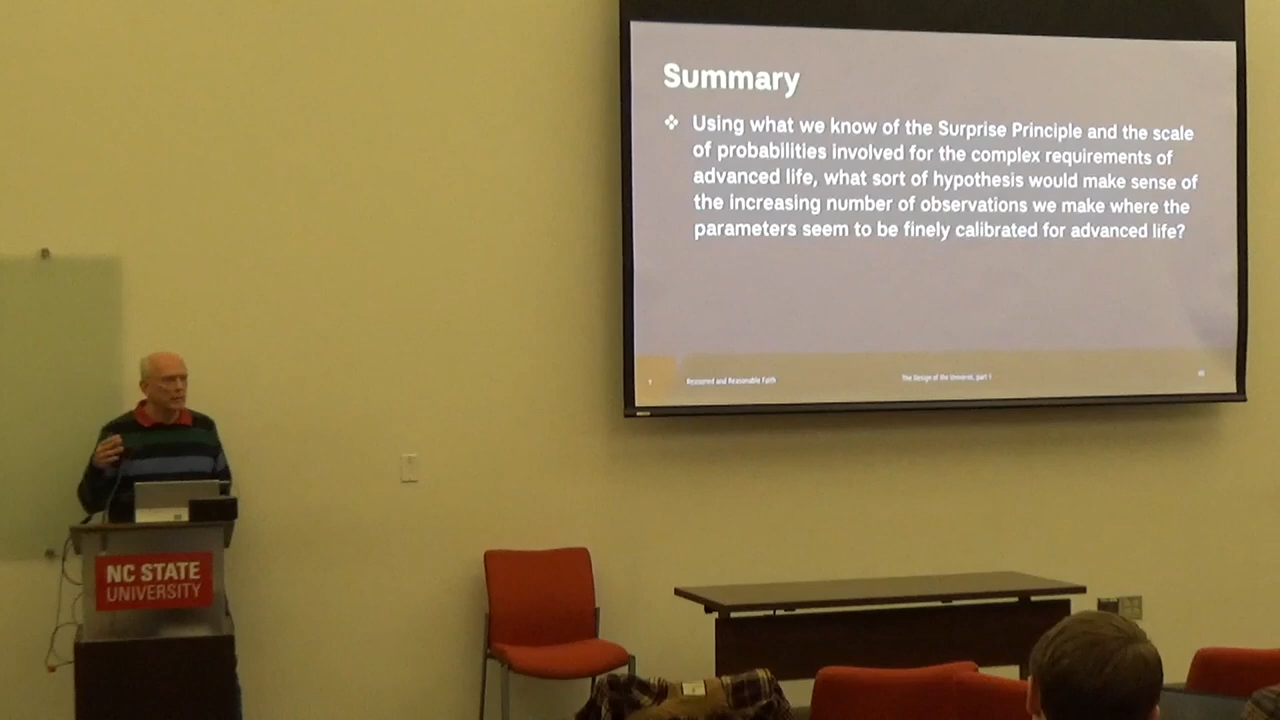 Summary
❖ Using what we know of the Surprise Principle and the scale
of probabilities involved for the complex requirements of
advanced life, what sort of hypothesis would make sense of
the increasing number of observations we make where the
parameters seem to be finely calibrated for advanced life?
Reasoned and Reasonable Faith
The Design of the Universe, part 1
NC STATE
UNIVERSITY